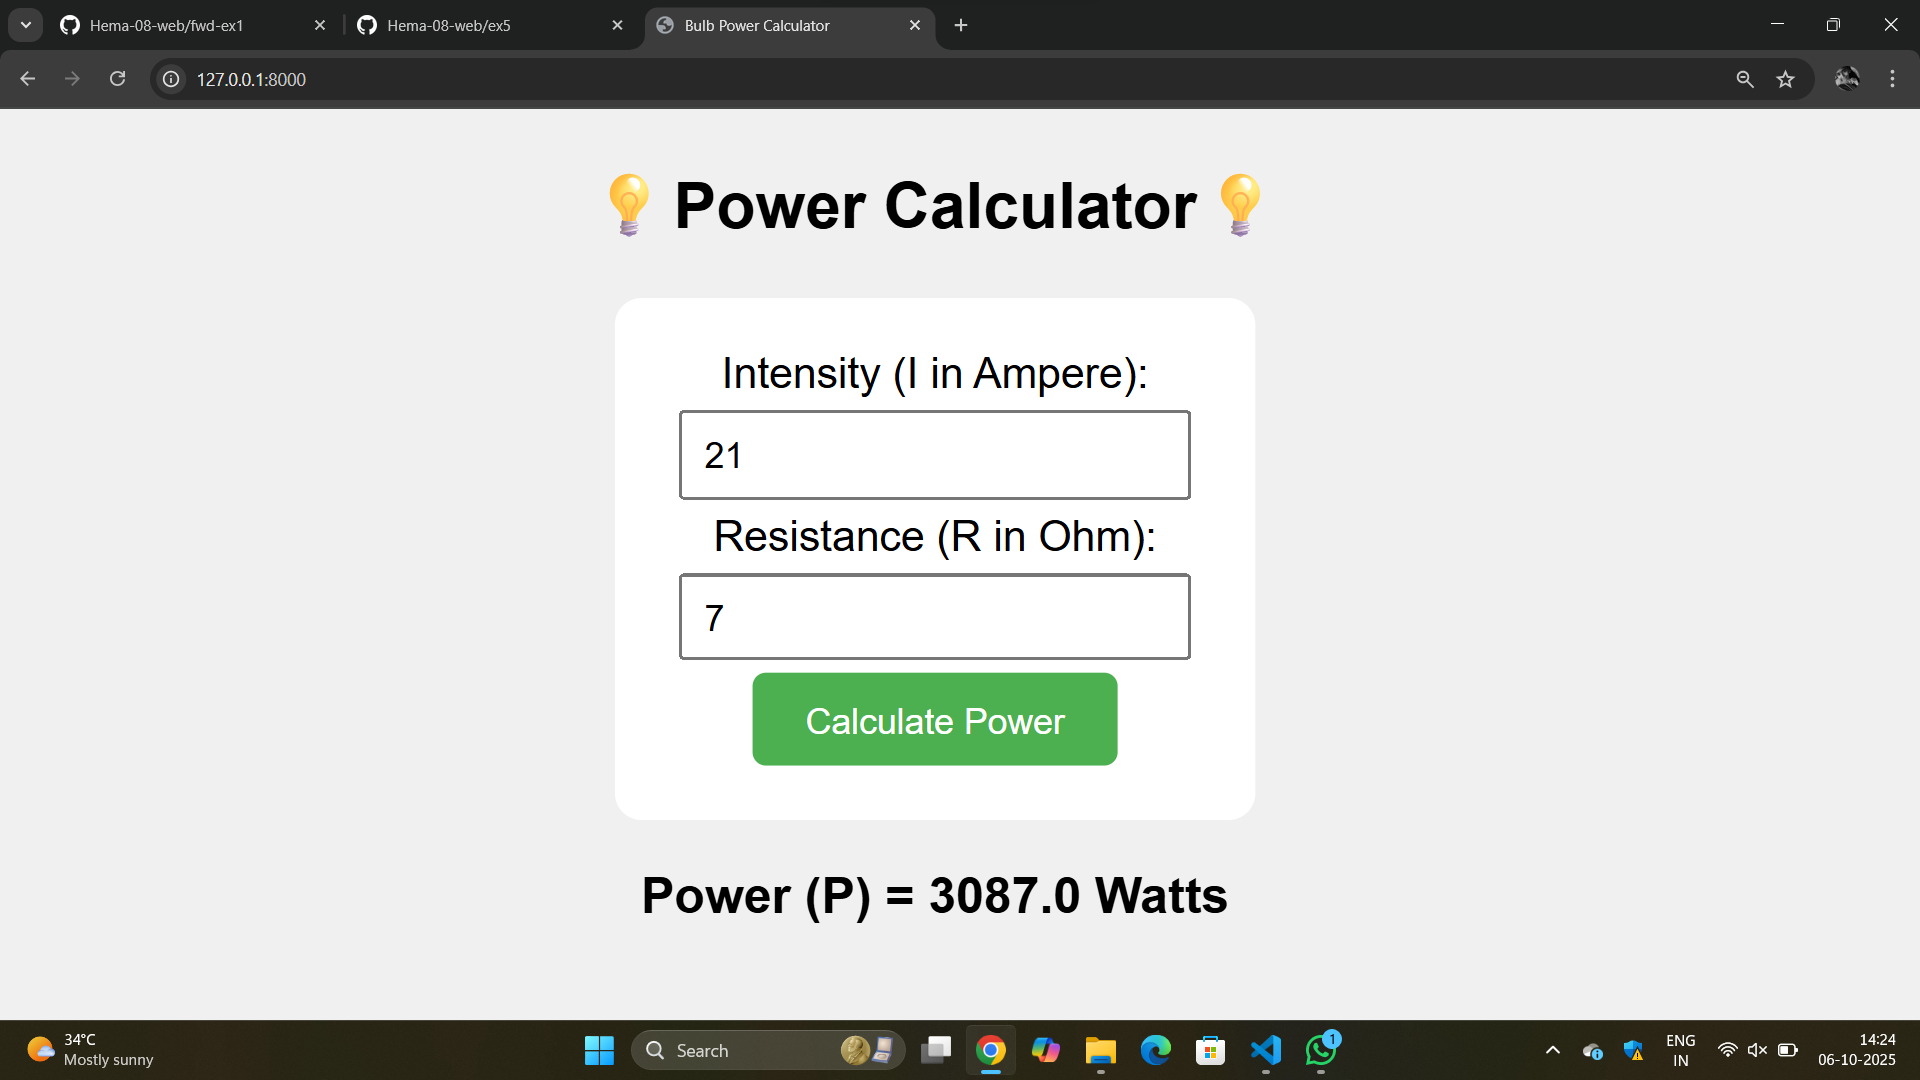 Hema-08-web/fwd-ex1
Hema-08-web/ex5
Bulb Power Calculator
127.0.0.1:8000
💡 Power Calculator 💡
Intensity (I in Ampere):
21
Resistance (R in Ohm):
7
Calculate Power
Power (P) = 3087.0 Watts
34°C
Mostly sunny
Search
1
ENG
IN
14:24
06-10-2025